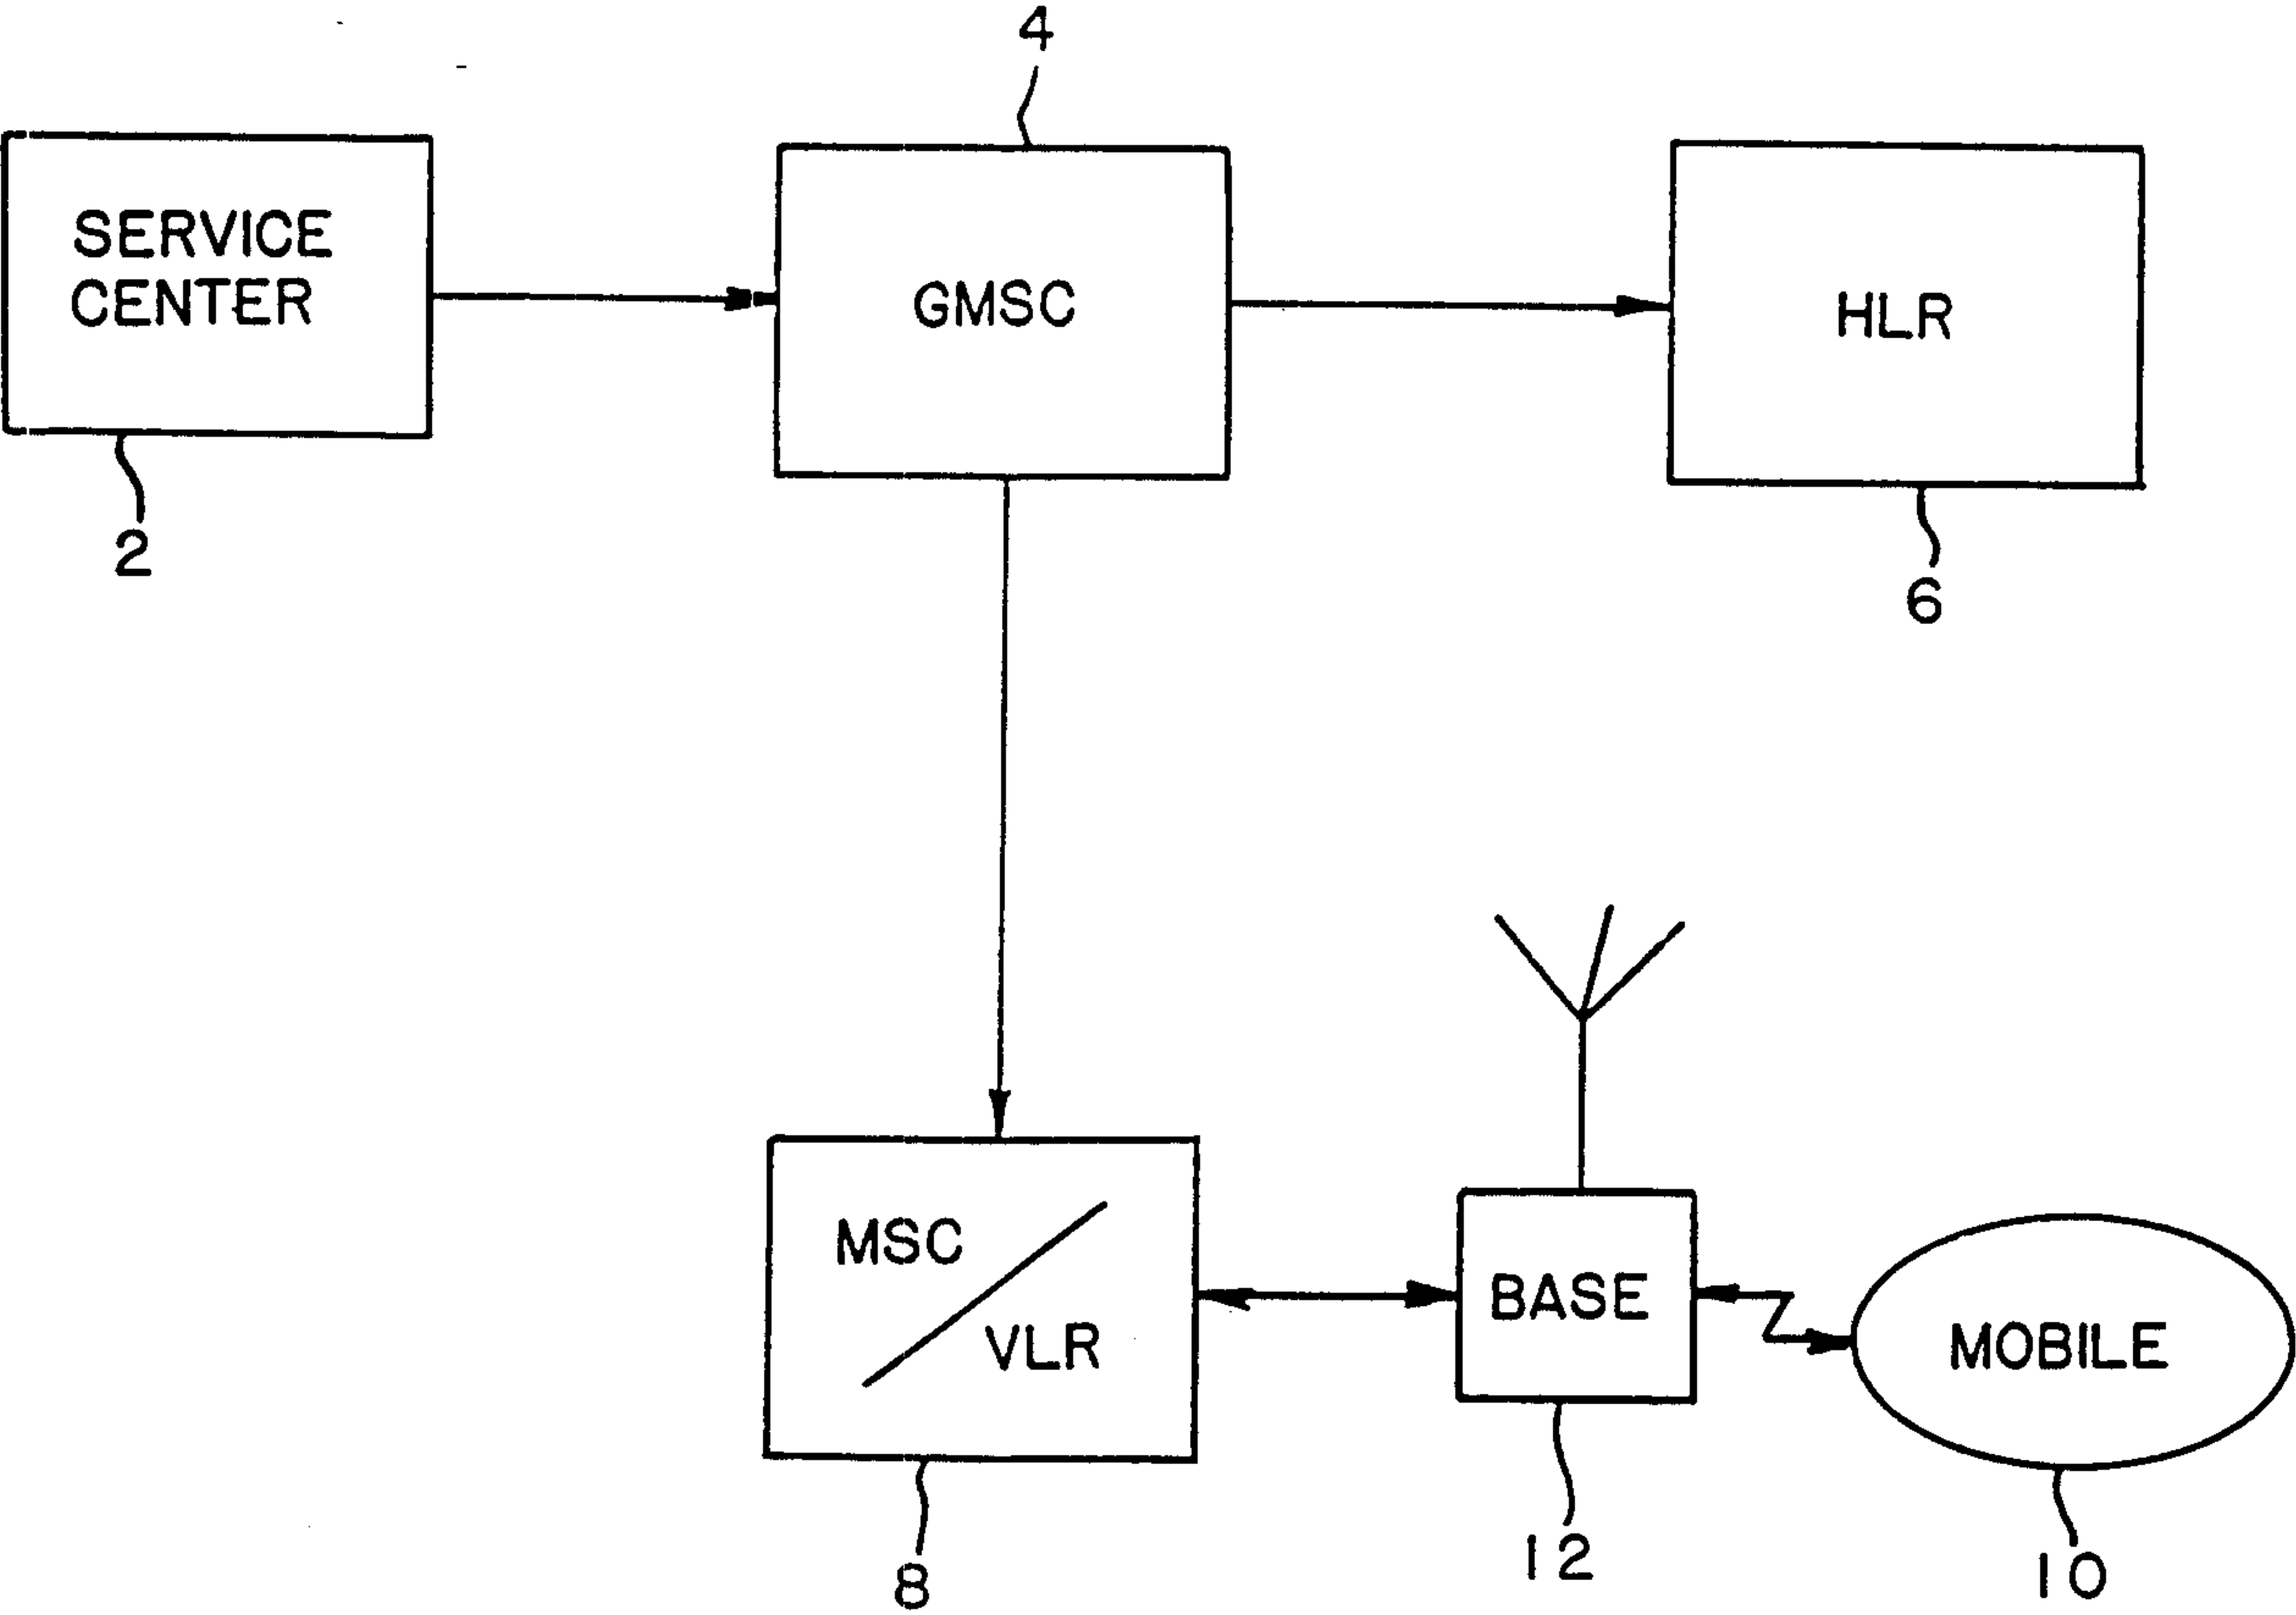 4
SERVICE
CENTER
GMSC
HLR
2
6
MSC
VLR
BASE
MOBILE
8
12
10